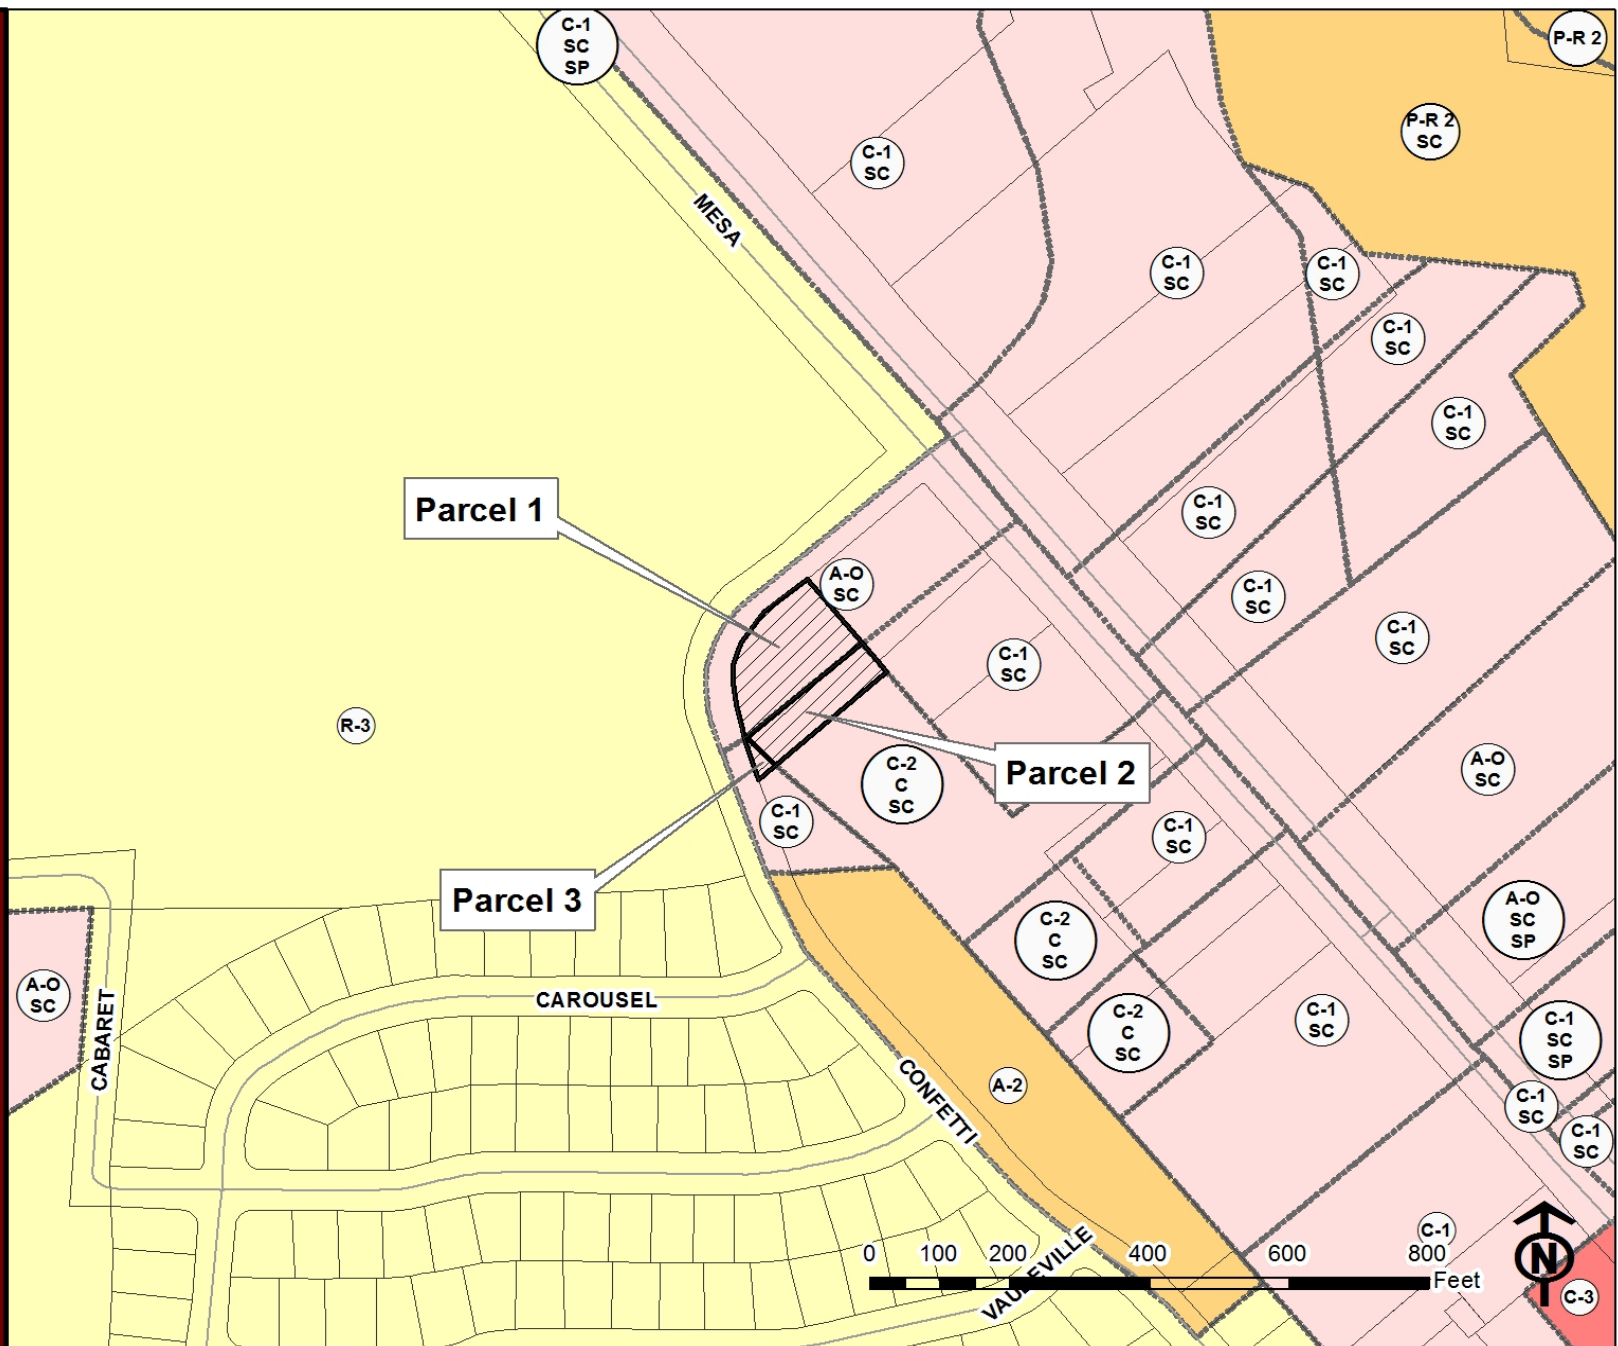 C-1
SC
SP
P-R 2
P-R 2
SC
C-1
SC
MESA
C-1
SC
C-1
SC
C-1
SC
C-1
SC
Parcel 1
C-1
SC
A-O
SC
C-1
SC
C-1
SC
C-1
SC
R-3
C-2
C
SC
Parcel 2
A-O
SC
C-1
SC
C-1
SC
Parcel 3
A-O
SC
SP
C-2
C
SC
A-O
SC
CABARET
CAROUSEL
C-2
C
SC
C-1
SC
C-1
SC
SP
CONFETTI
A-2
C-1
SC
C-1
SC
C-1
VAUDEVILLE
0 100 200 400 600 800
Feet
N
C-3